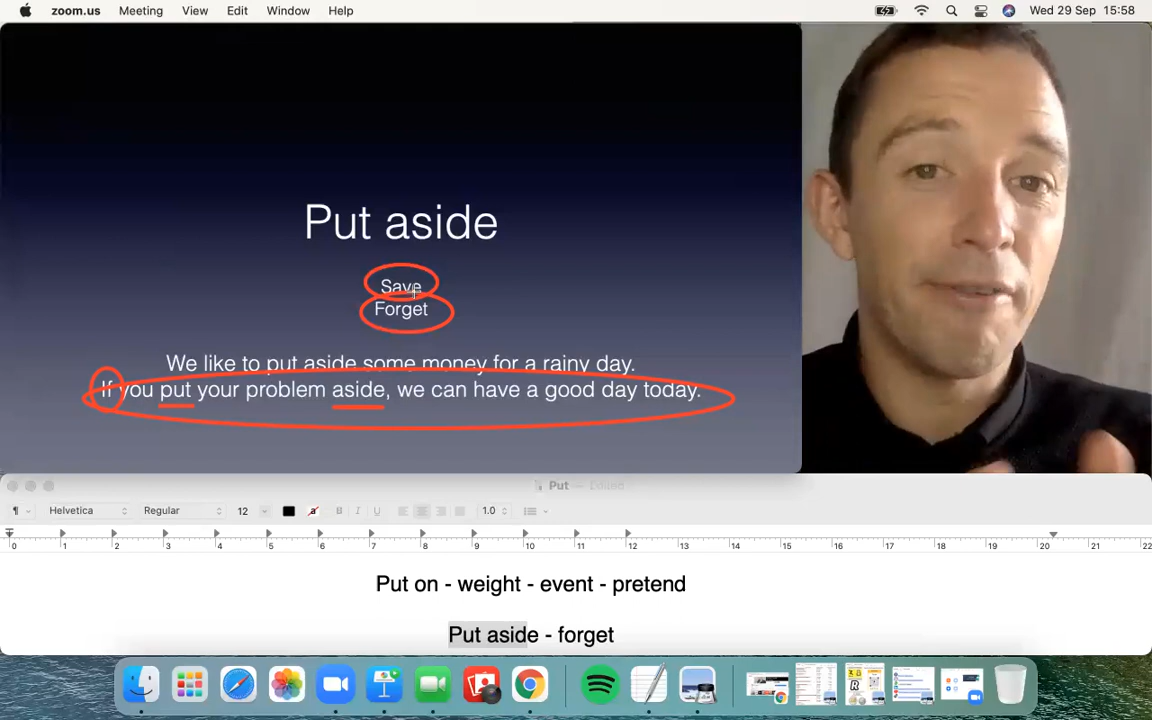 zoom.us Meeting View Edit Window Help
Wed 29 Sep 15:58
Put aside
Save
Forget
We like to put aside some money for a rainy day.
If you put your problem aside, we can have a good day today.
Put — Edited
¶ Helvetica Regular 12 a B I U 1.0
0 1 2 3 4 5 6 7 8 9 10 11 12 13 14 15 16 17 18 19 20 21 22
Put on - weight - event - pretend
Put aside - forget